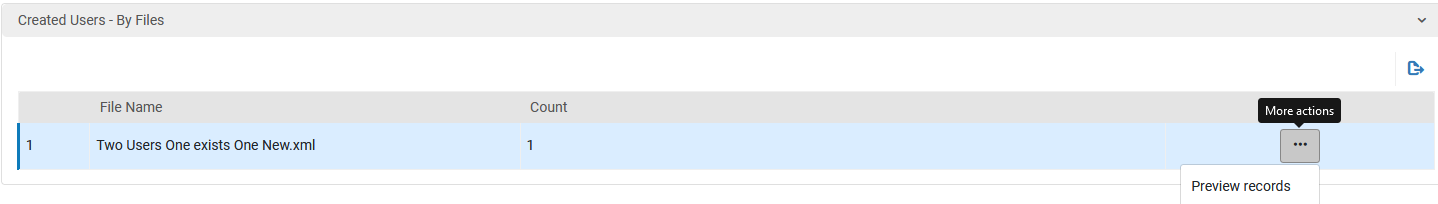 Created Users - By Files
File Name Count
More actions
1 Two Users One exists One New.xml 1 ...
Preview records